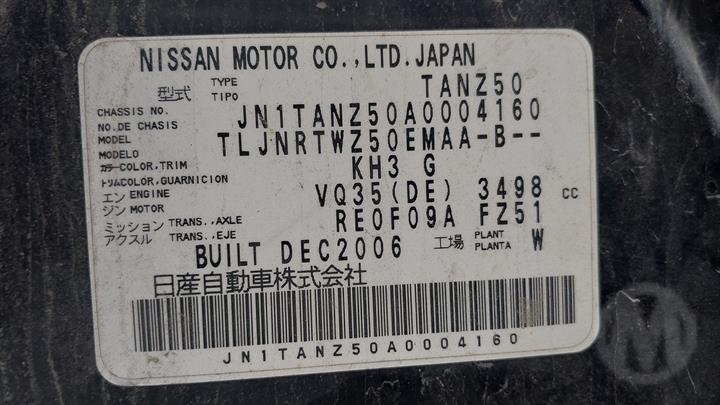 NISSAN MOTOR CO.,LTD.JAPAN
型式 TYPE TIPO TANZ50
CHASSIS NO. NO.DE CHASIS JN1TANZ50A0004160
MODEL MODELO TLJNRTWZ50EMAA-B--
カラー COLOR,TRIM トリム COLOR,GUARNICION KH3 G
エンジン ENGINE MOTOR VQ35(DE) 3498 CC
ミッション アクスル TRANS.,AXLE TRANS.,EJE RE0F09A FZ51
BUILT DEC2006 工場 PLANT PLANTA W
日産自動車株式会社
JN1TANZ50A0004160
M